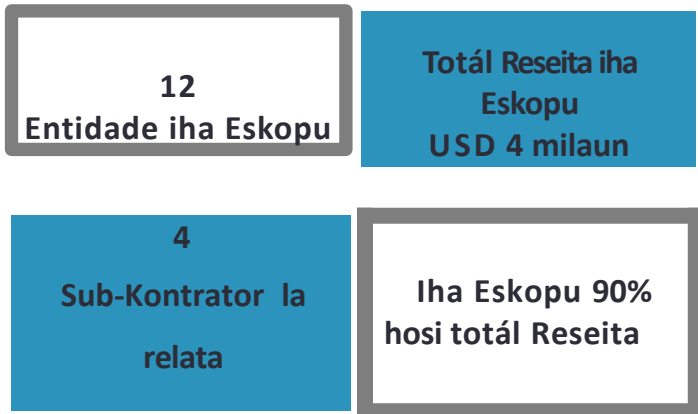 12
Entidade iha Eskopu
Totál Reseita iha
Eskopu
USD 4 milaun
4
Sub-Kontrator la
relata
Iha Eskopu 90%
hosi totál Reseita